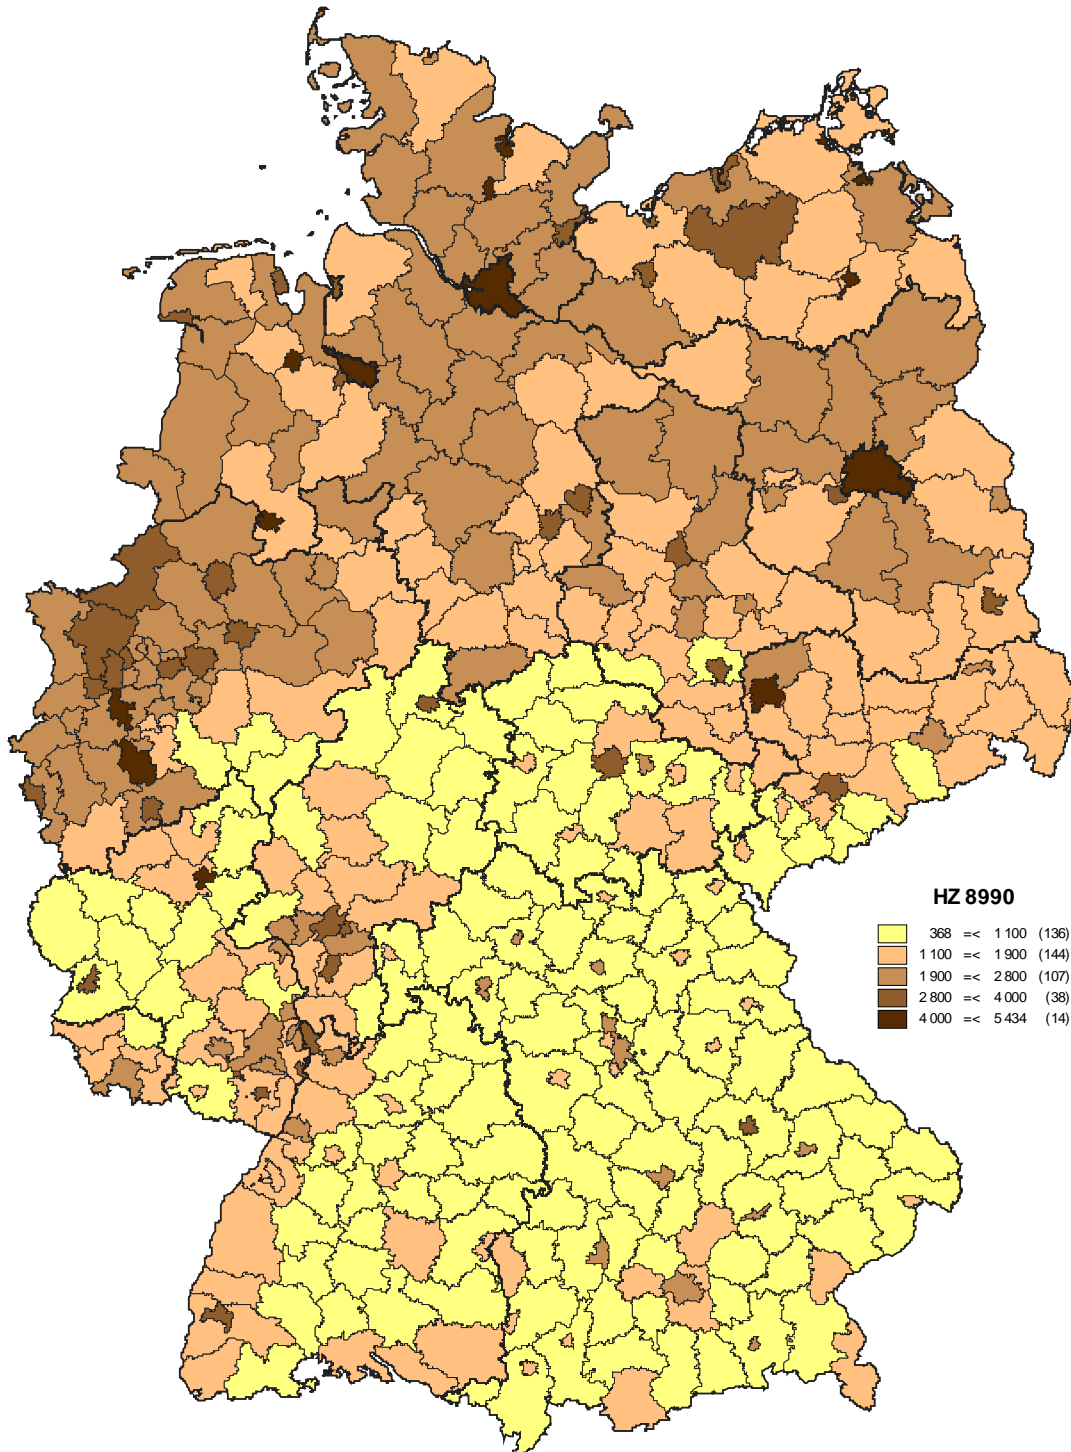 HZ 8990
368 =< 1 100 (136)
1 100 =< 1 900 (144)
1 900 =< 2 800 (107)
2 800 =< 4 000 (38)
4 000 =< 5 434 (14)